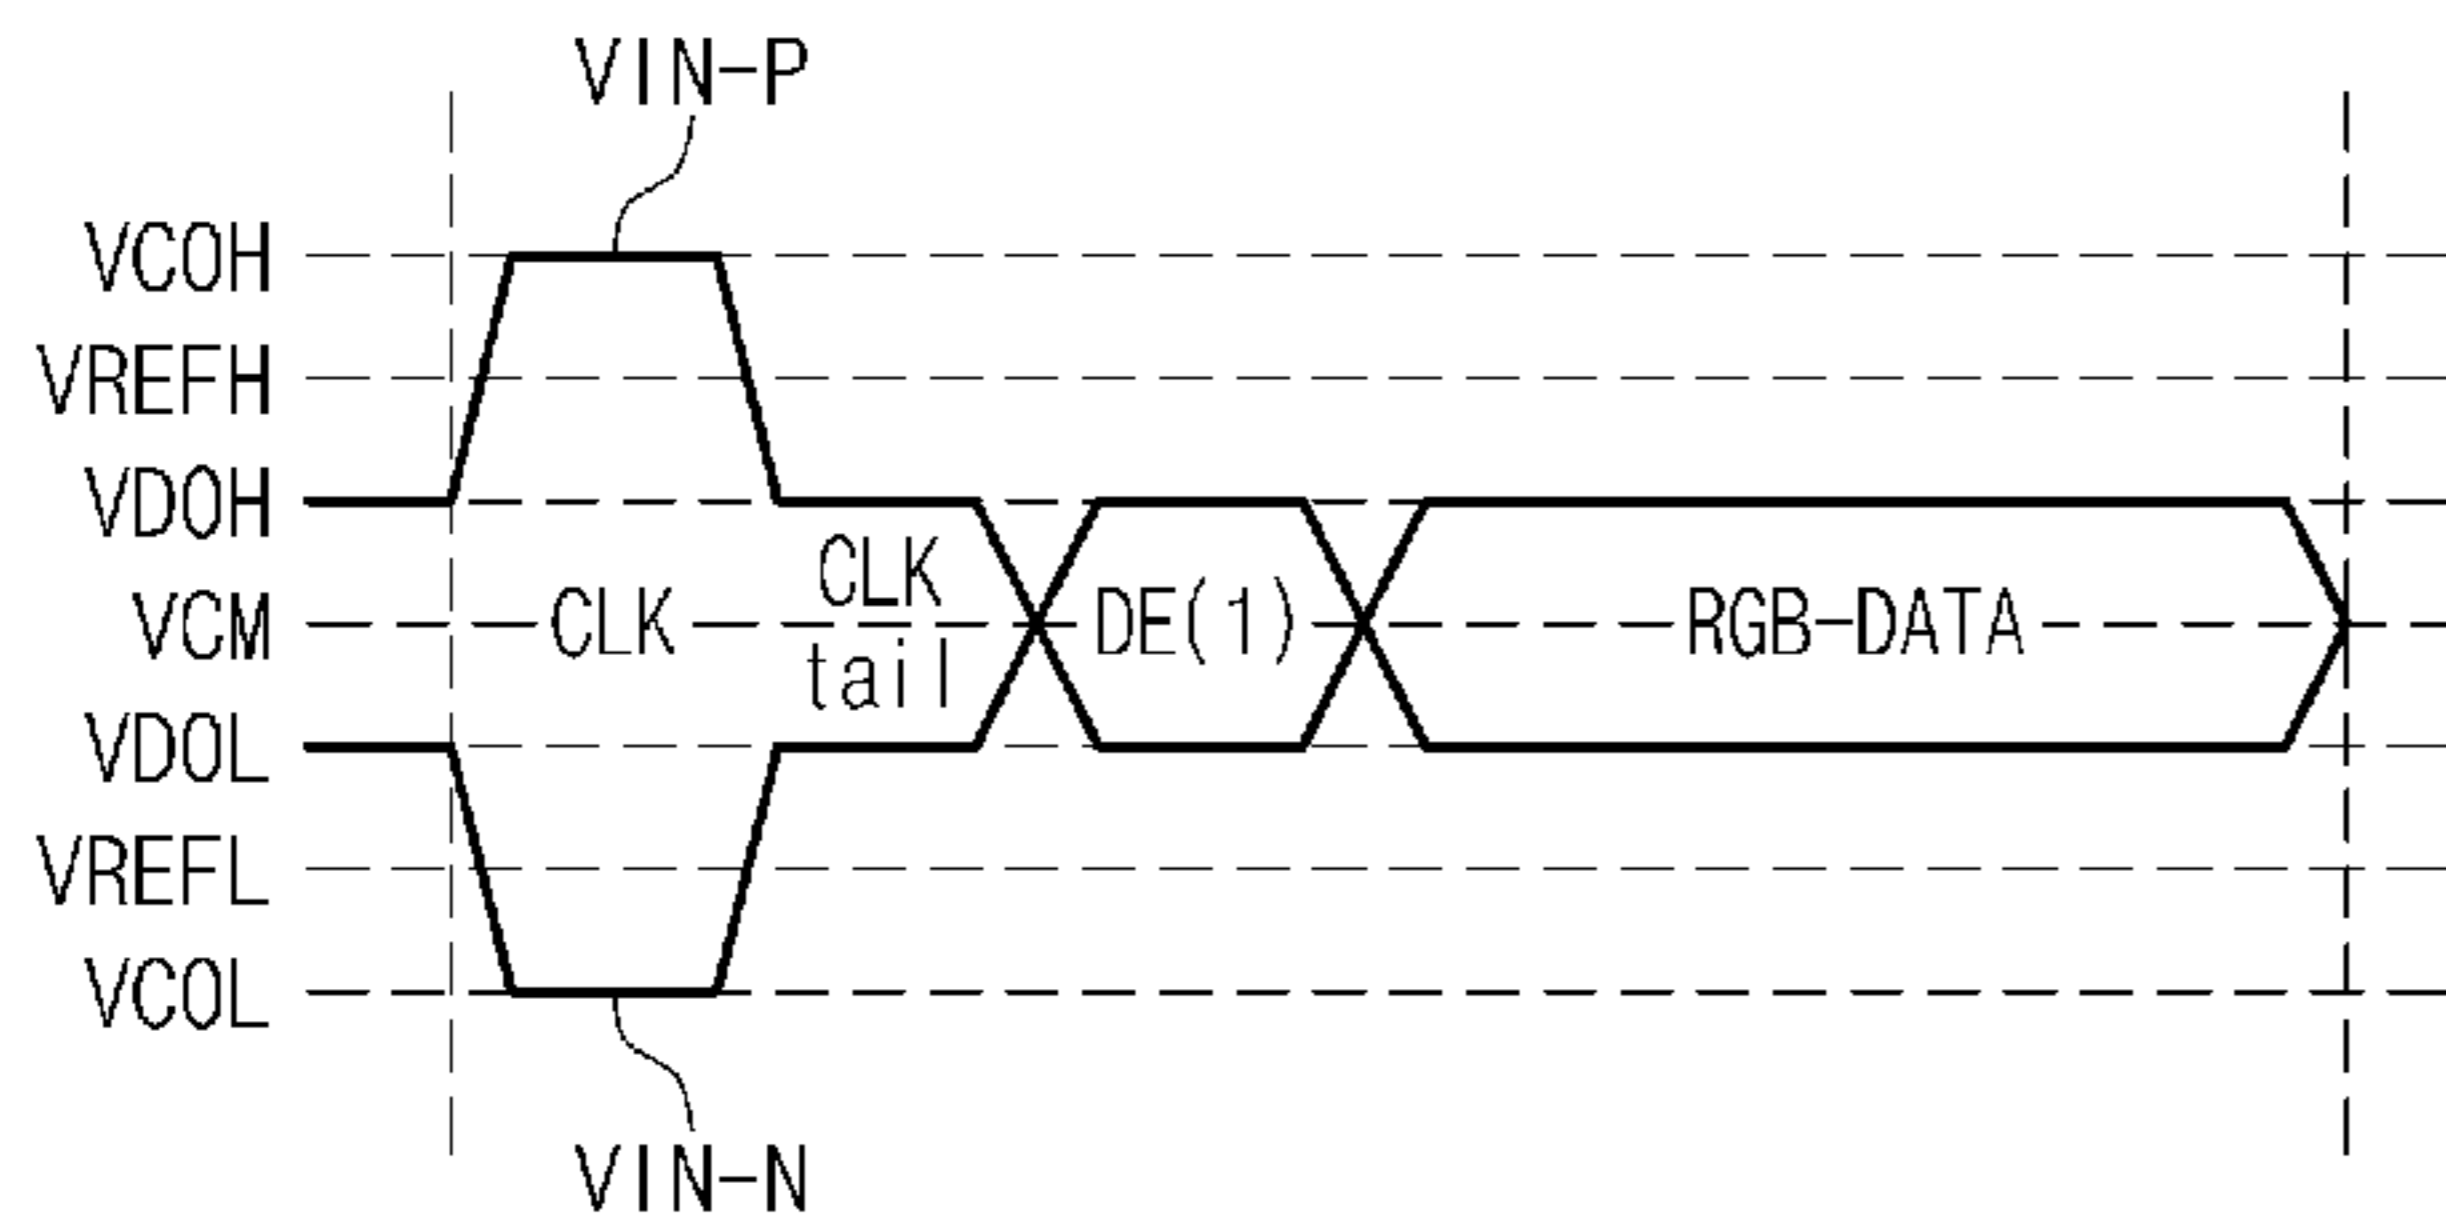 VIN-P
VCOH
VREFH
VDOH
VCM
CLK
CLK
tail
DE(1)
RGB-DATA
VDOL
VREFL
VCOL
VIN-N